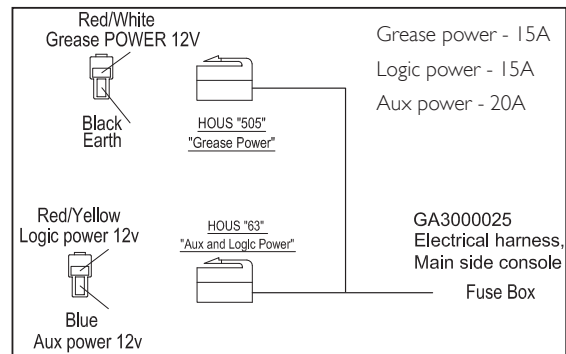 Red/White
Grease POWER 12V
Black
Earth
HOUS "505"
"Grease Power"
Grease power - 15A
Logic power - 15A
Aux power - 20A
Red/Yellow
Logic power 12v
Blue
Aux power 12v
HOUS "63"
"Aux and Logic Power"
GA3000025
Electrical harness,
Main side console
Fuse Box